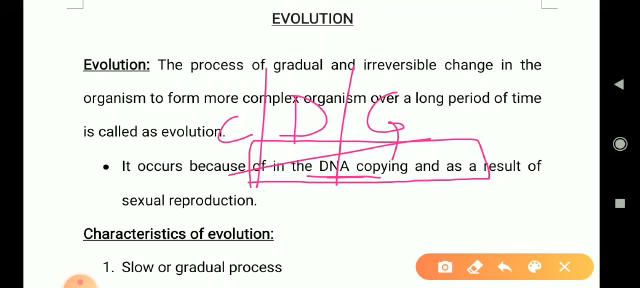 EVOLUTION
Evolution: The process of gradual and irreversible change in the
organism to form more complex organism over a long period of time
is called as evolution.
C D G
• It occurs because of in the DNA copying and as a result of
sexual reproduction.
Characteristics of evolution:
1. Slow or gradual process